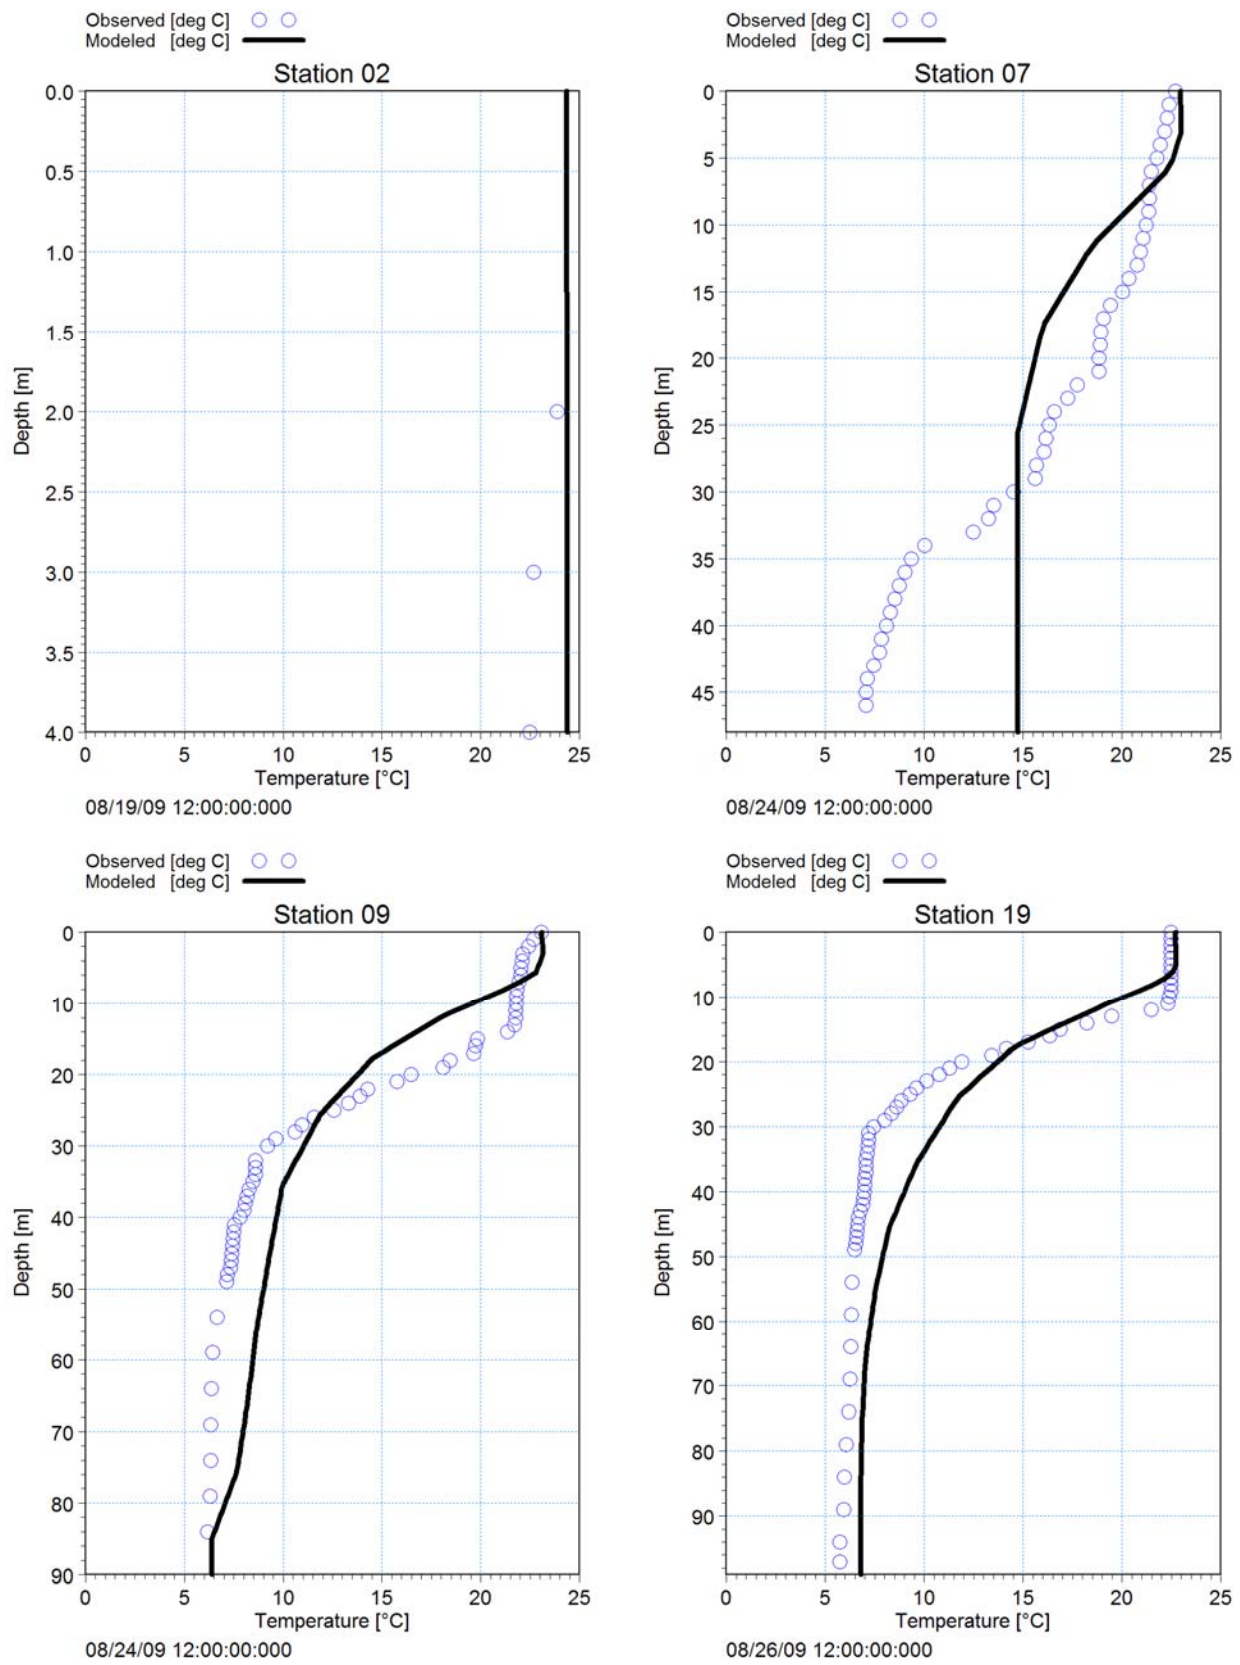 Observed [deg C]
Modeled [deg C]
Station 02
0.0
0.5
1.0
1.5
2.0
2.5
3.0
3.5
4.0
Depth [m]
0 5 10 15 20 25
Temperature [°C]
08/19/09 12:00:00:000
Observed [deg C]
Modeled [deg C]
Station 07
0
5
10
15
20
25
30
35
40
45
Depth [m]
0 5 10 15 20 25
Temperature [°C]
08/24/09 12:00:00:000
Observed [deg C]
Modeled [deg C]
Station 09
0
10
20
30
40
50
60
70
80
90
Depth [m]
0 5 10 15 20 25
Temperature [°C]
08/24/09 12:00:00:000
Observed [deg C]
Modeled [deg C]
Station 19
0
10
20
30
40
50
60
70
80
90
Depth [m]
0 5 10 15 20 25
Temperature [°C]
08/26/09 12:00:00:000